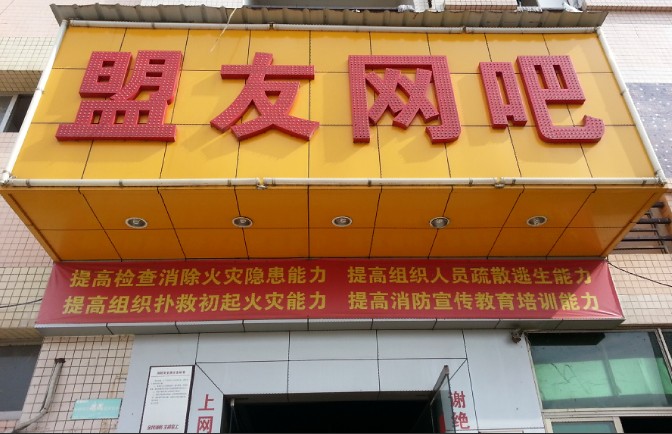 盟友网吧
提高检查消除火灾隐患能力 提高组织人员疏散逃生能力
提高组织扑救初起火灾能力 提高消防宣传教育培训能力
上网
谢绝